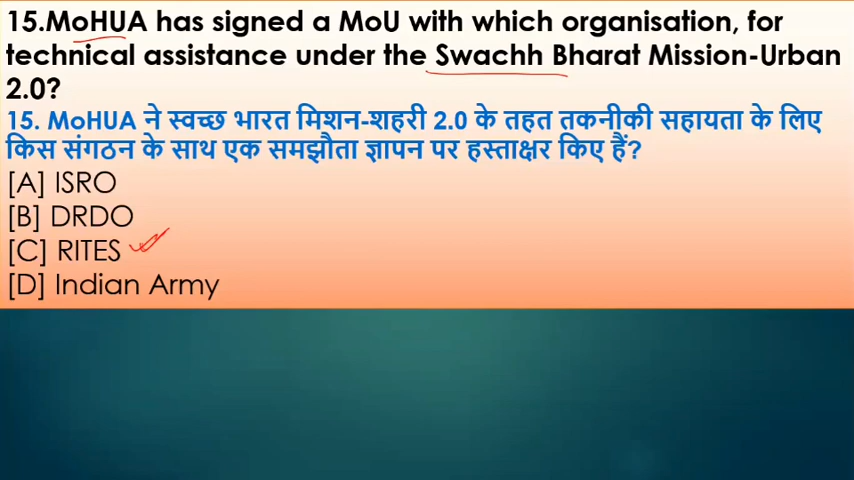 15.MoHUA has signed a MoU with which organisation, for
technical assistance under the Swachh Bharat Mission-Urban
2.0?
15. MoHUA ने स्वच्छ भारत मिशन-शहरी 2.0 के तहत तकनीकी सहायता के लिए
किस संगठन के साथ एक समझौता ज्ञापन पर हस्ताक्षर किए हैं?
[A] ISRO
[B] DRDO
[C] RITES
[D] Indian Army